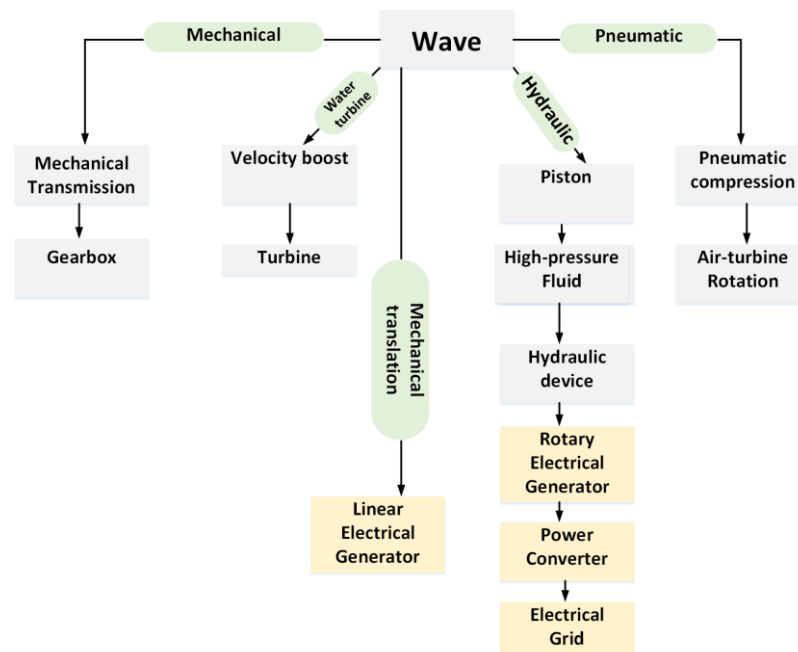 Wave
Mechanical
Pneumatic
Water
turbine
Hydraulic
Mechanical
Transmission
Velocity boost
Piston
Pneumatic
compression
Gearbox
Turbine
High-pressure
Fluid
Air-turbine
Rotation
Mechanical
translation
Hydraulic
device
Rotary
Electrical
Generator
Linear
Electrical
Generator
Power
Converter
Electrical
Grid